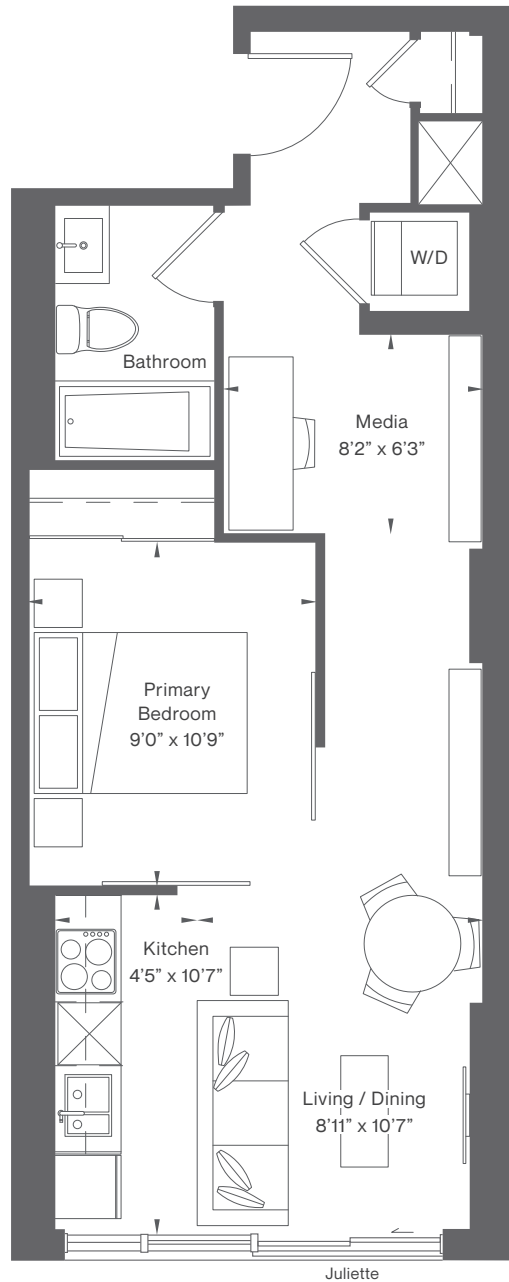 W/D
Bathroom
Media
8’2” x 6’3”
Primary
Bedroom
9’0” x 10’9”
Kitchen
4’5” x 10’7”
Living / Dining
8’11” x 10’7”
Juliette